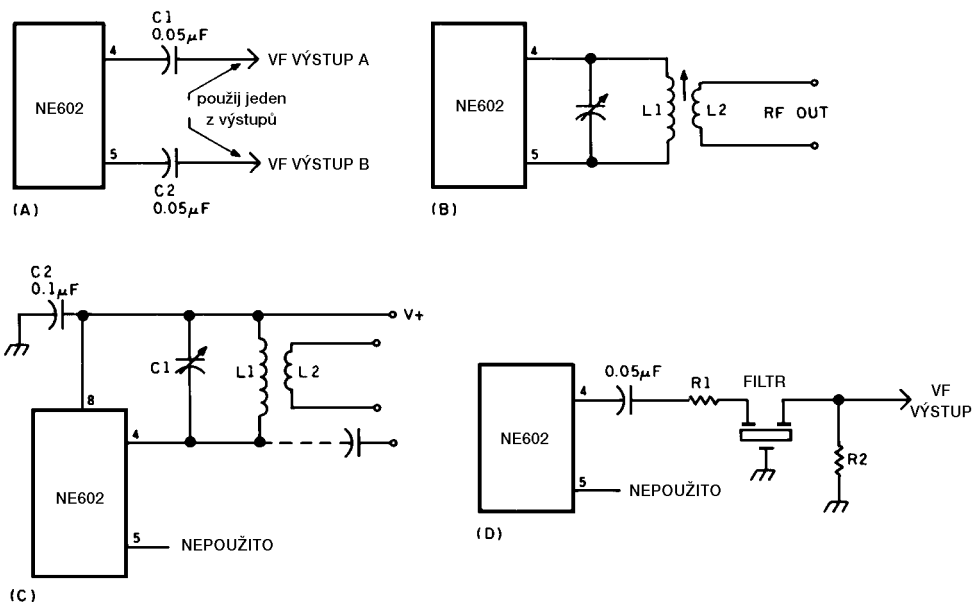 C1
0.05µF
4
VF VÝSTUP A
NE602
použij jeden
z výstupů
5
VF VÝSTUP B
C2
0.05µF
(A)
4
NE602
L1
L2
RF OUT
5
(B)
C2
0.1µF
V+
C1
L1
L2
8
4
NE602
5
NEPOUŽITO
(C)
0.05µF
R1
FILTR
4
VF
VÝSTUP
NE602
R2
5
NEPOUŽITO
(D)